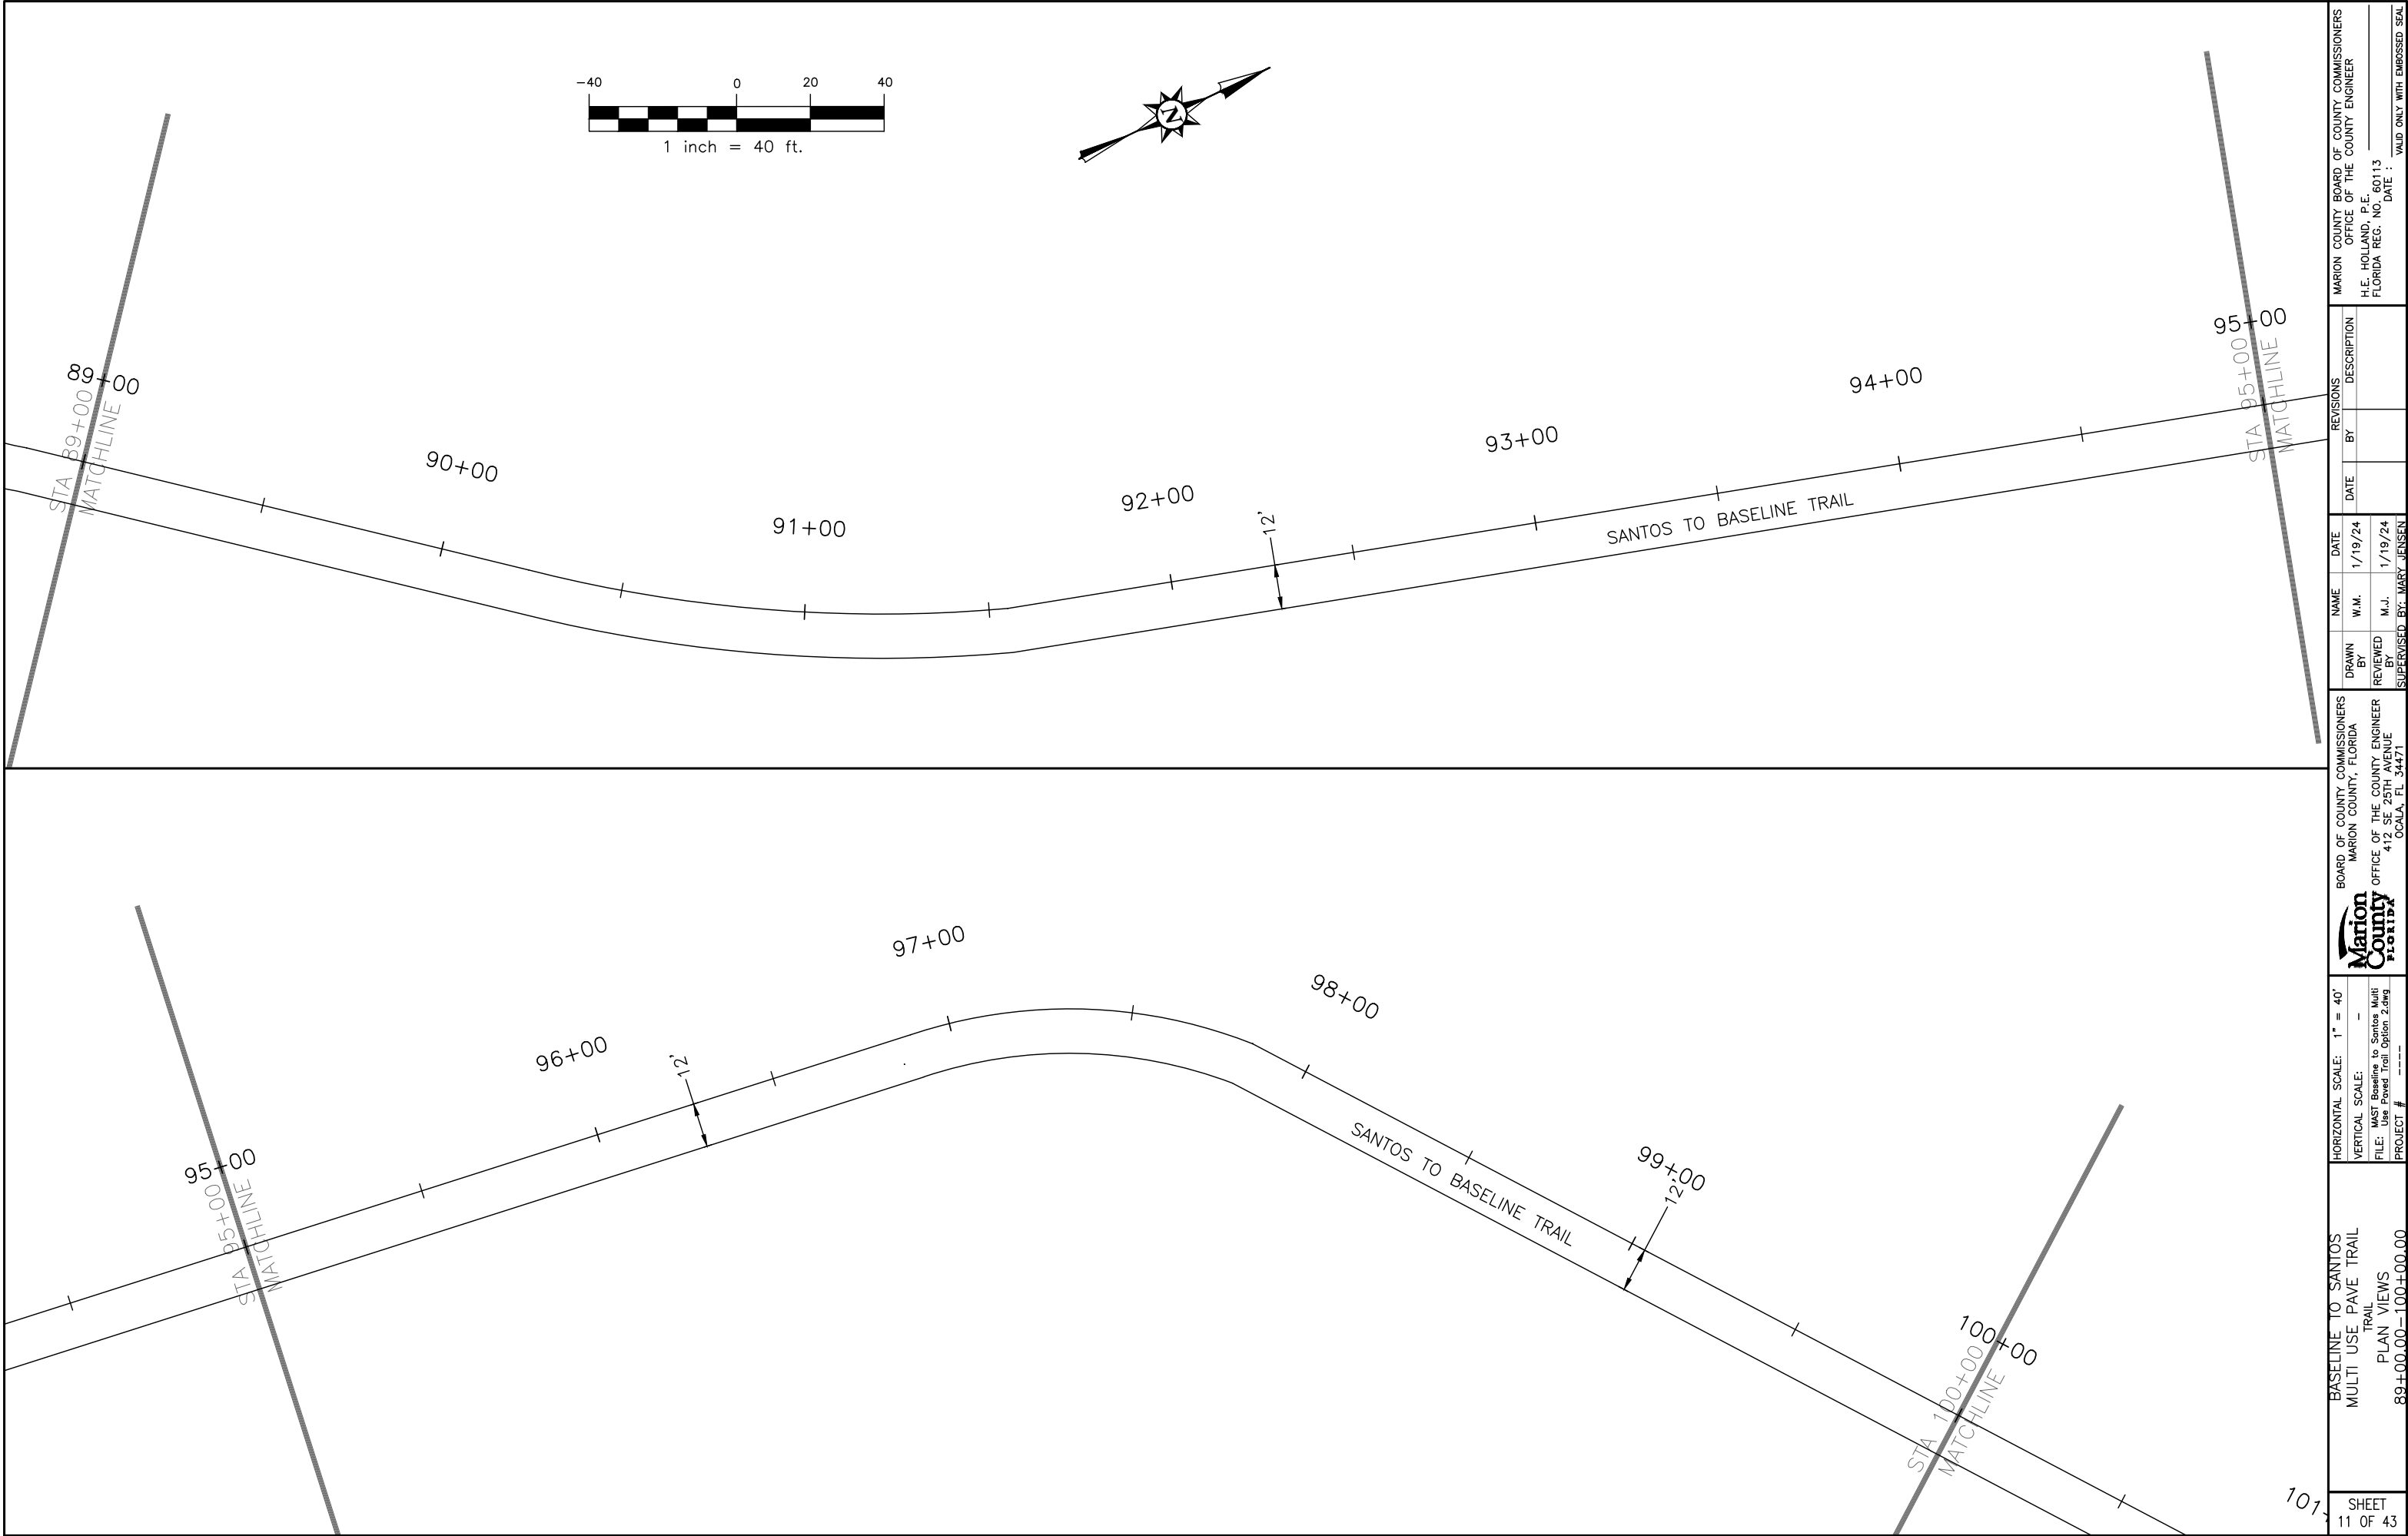 -40 0 20 40
1 inch = 40 ft.
N
89+00
STA 89+00
MATCHLINE
90+00
91+00
92+00
12'
93+00
SANTOS TO BASELINE TRAIL
94+00
95+00
STA 95+00
MATCHLINE
95+00
STA 95+00
MATCHLINE
96+00
12'
97+00
98+00
SANTOS TO BASELINE TRAIL
99+00
12'
100+00
STA 100+00
MATCHLINE
101
MARION COUNTY BOARD OF COUNTY COMMISSIONERS
OFFICE OF THE COUNTY ENGINEER
H.E. HOLLAND, P.E.
FLORIDA REG. NO. 60113
DATE :
VALID ONLY WITH EMBOSSED SEAL
REVISIONS
DATE BY DESCRIPTION
NAME DATE
DRAWN BY W.M. 1/19/24
REVIEWED BY M.J. 1/19/24
SUPERVISED BY: MARY JENSEN
Marion
County
FLORIDA
BOARD OF COUNTY COMMISSIONERS
MARION COUNTY, FLORIDA
OFFICE OF THE COUNTY ENGINEER
412 SE 25TH AVENUE
OCALA, FL 34471
HORIZONTAL SCALE: 1" = 40'
VERTICAL SCALE: -
FILE: MAST Baseline to Santos Multi
Use Paved Trail Option 2.dwg
PROJECT # ----
BASELINE TO SANTOS
MULTI USE PAVE TRAIL
TRAIL
PLAN VIEWS
89+00.00-100+00.00
SHEET
11 OF 43